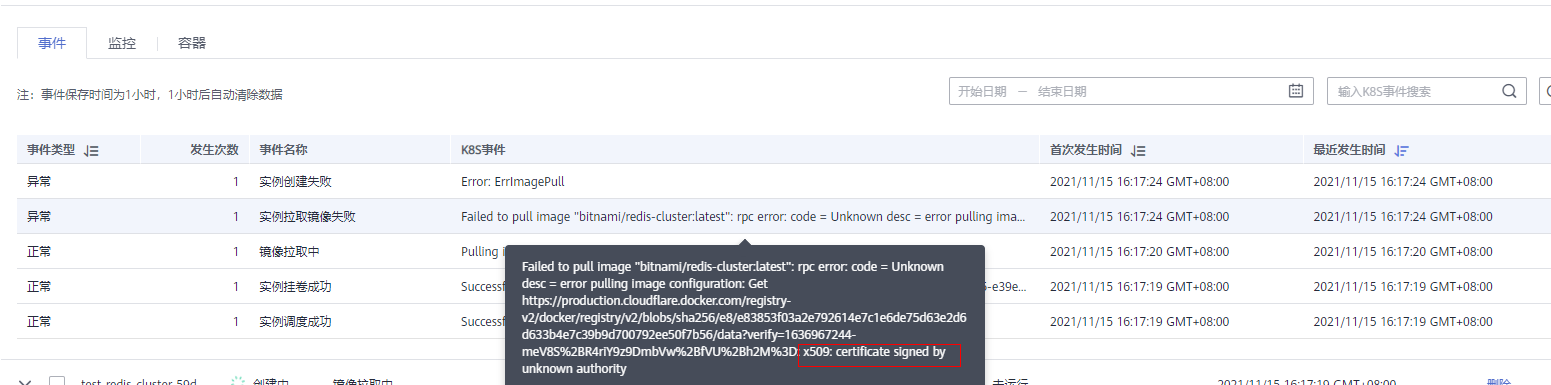 事件 监控 容器
注：事件保存时间为1小时，1小时后自动清除数据
开始日期 — 结束日期 输入K8S事件搜索
事件类型 发生次数 事件名称 K8S事件 首次发生时间 最近发生时间
异常 1 实例创建失败 Error: ErrImagePull 2021/11/15 16:17:24 GMT+08:00 2021/11/15 16:17:24 GMT+08:00
异常 1 实例拉取镜像失败 Failed to pull image "bitnami/redis-cluster:latest": rpc error: code = Unknown desc = error pulling ima... 2021/11/15 16:17:24 GMT+08:00 2021/11/15 16:17:24 GMT+08:00
正常 1 镜像拉取中 Pulling i 2021/11/15 16:17:20 GMT+08:00 2021/11/15 16:17:20 GMT+08:00
正常 1 实例挂卷成功 Successf 6-e39e... 2021/11/15 16:17:19 GMT+08:00 2021/11/15 16:17:19 GMT+08:00
正常 1 实例调度成功 Successf 2021/11/15 16:17:19 GMT+08:00 2021/11/15 16:17:19 GMT+08:00
Failed to pull image "bitnami/redis-cluster:latest": rpc error: code = Unknown
desc = error pulling image configuration: Get
https://production.cloudflare.docker.com/registry-
v2/docker/registry/v2/blobs/sha256/e8/e83853f03a2e792614e7c1e6de75d63e2d6
d633b4e7c39b9d700792ee50f7b56/data?verify=1636967244-
meV8S%2BR4rIY9z9DmbVw%2BfVU%2Bh2M%3D: x509: certificate signed by
unknown authority
test-redis-cluster-59d 创建中 镜像拉取中 未运行 2021/11/15 16:17:19 GMT+08:00 删除